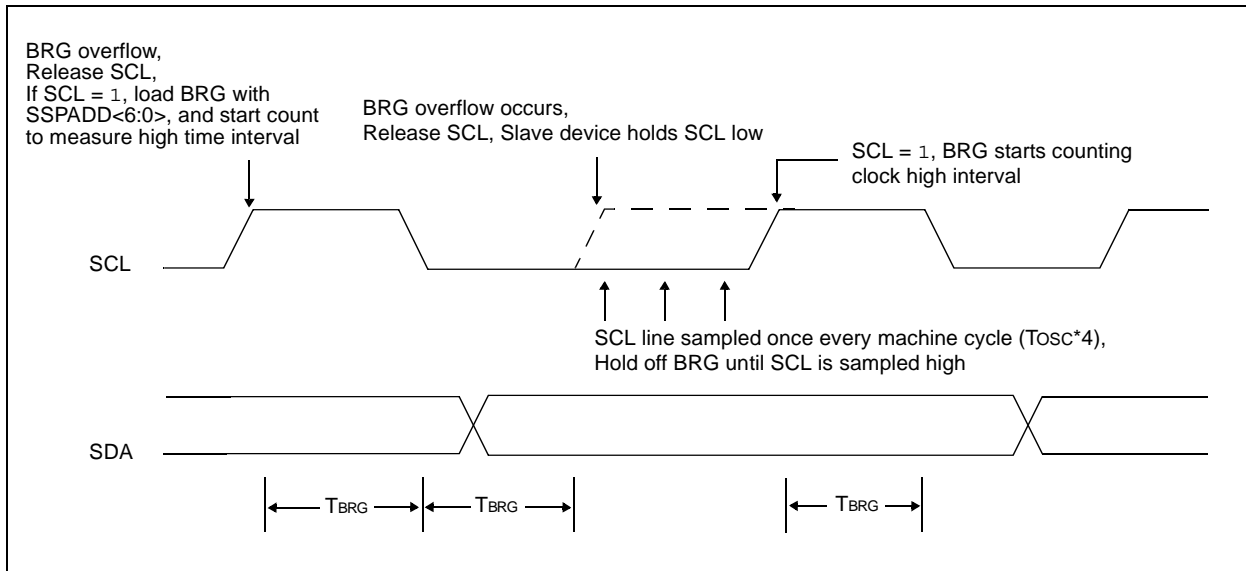 BRG overflow,
Release SCL,
If SCL = 1, load BRG with
SSPADD<6:0>, and start count
to measure high time interval
BRG overflow occurs,
Release SCL, Slave device holds SCL low
SCL = 1, BRG starts counting
clock high interval
SCL
SCL line sampled once every machine cycle (TOSC*4),
Hold off BRG until SCL is sampled high
SDA
TBRG
TBRG
TBRG